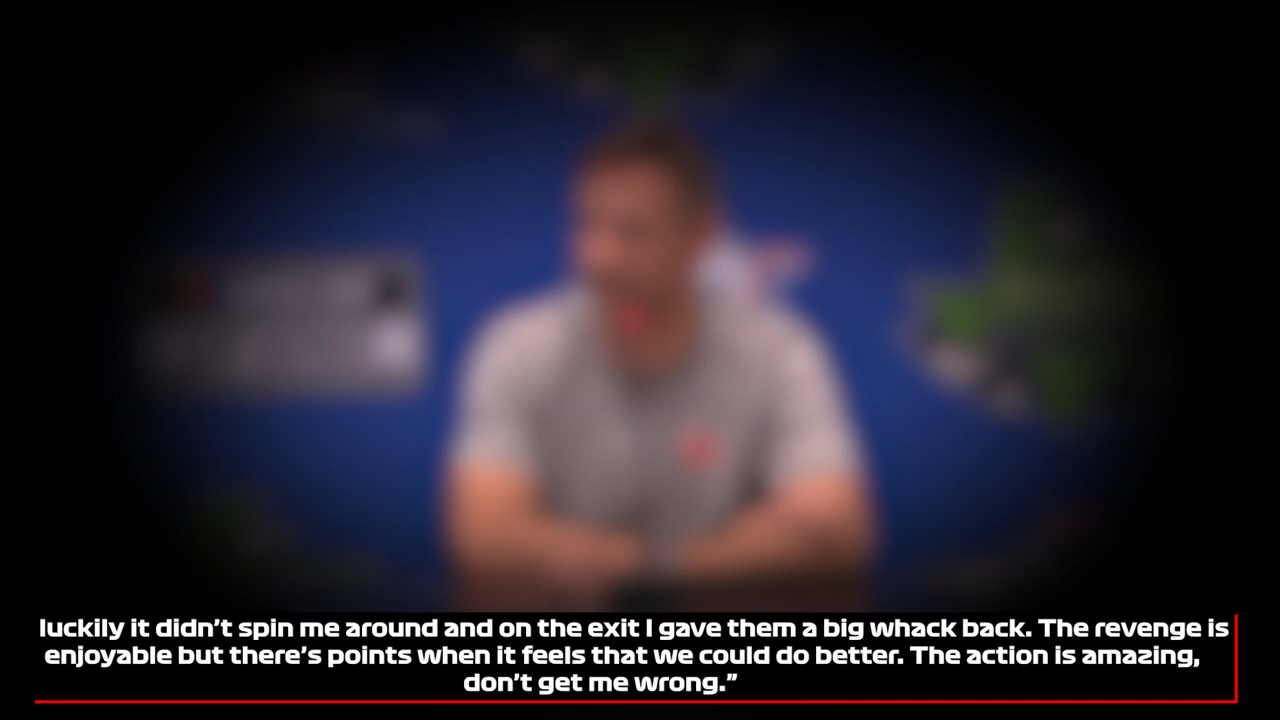 luckily it didn't spin me around and on the exit I gave them a big whack back. The revenge is
enjoyable but there's points when it feels that we could do better. The action is amazing,
don't get me wrong.”